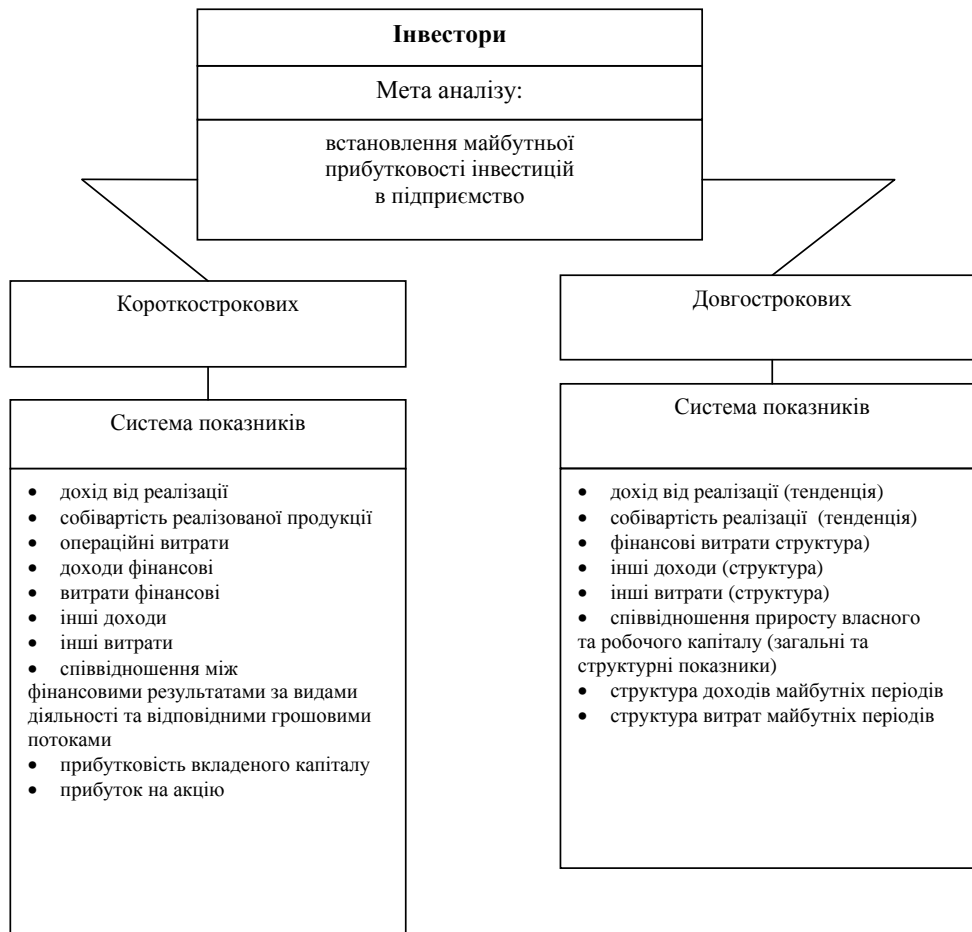 Інвестори
Мета аналізу:
встановлення майбутньої
прибутковості інвестицій
в підприємство
Короткострокових
Система показників
• дохід від реалізації
• собівартість реалізованої продукції
• операційні витрати
• доходи фінансові
• витрати фінансові
• інші доходи
• інші витрати
• співвідношення між
фінансовими результатами за видами
діяльності та відповідними грошовими
потоками
• прибутковість вкладеного капіталу
• прибуток на акцію
Довгострокових
Система показників
• дохід від реалізації (тенденція)
• собівартість реалізації (тенденція)
• фінансові витрати структура)
• інші доходи (структура)
• інші витрати (структура)
• співвідношення приросту власного
та робочого капіталу (загальні та
структурні показники)
• структура доходів майбутніх періодів
• структура витрат майбутніх періодів